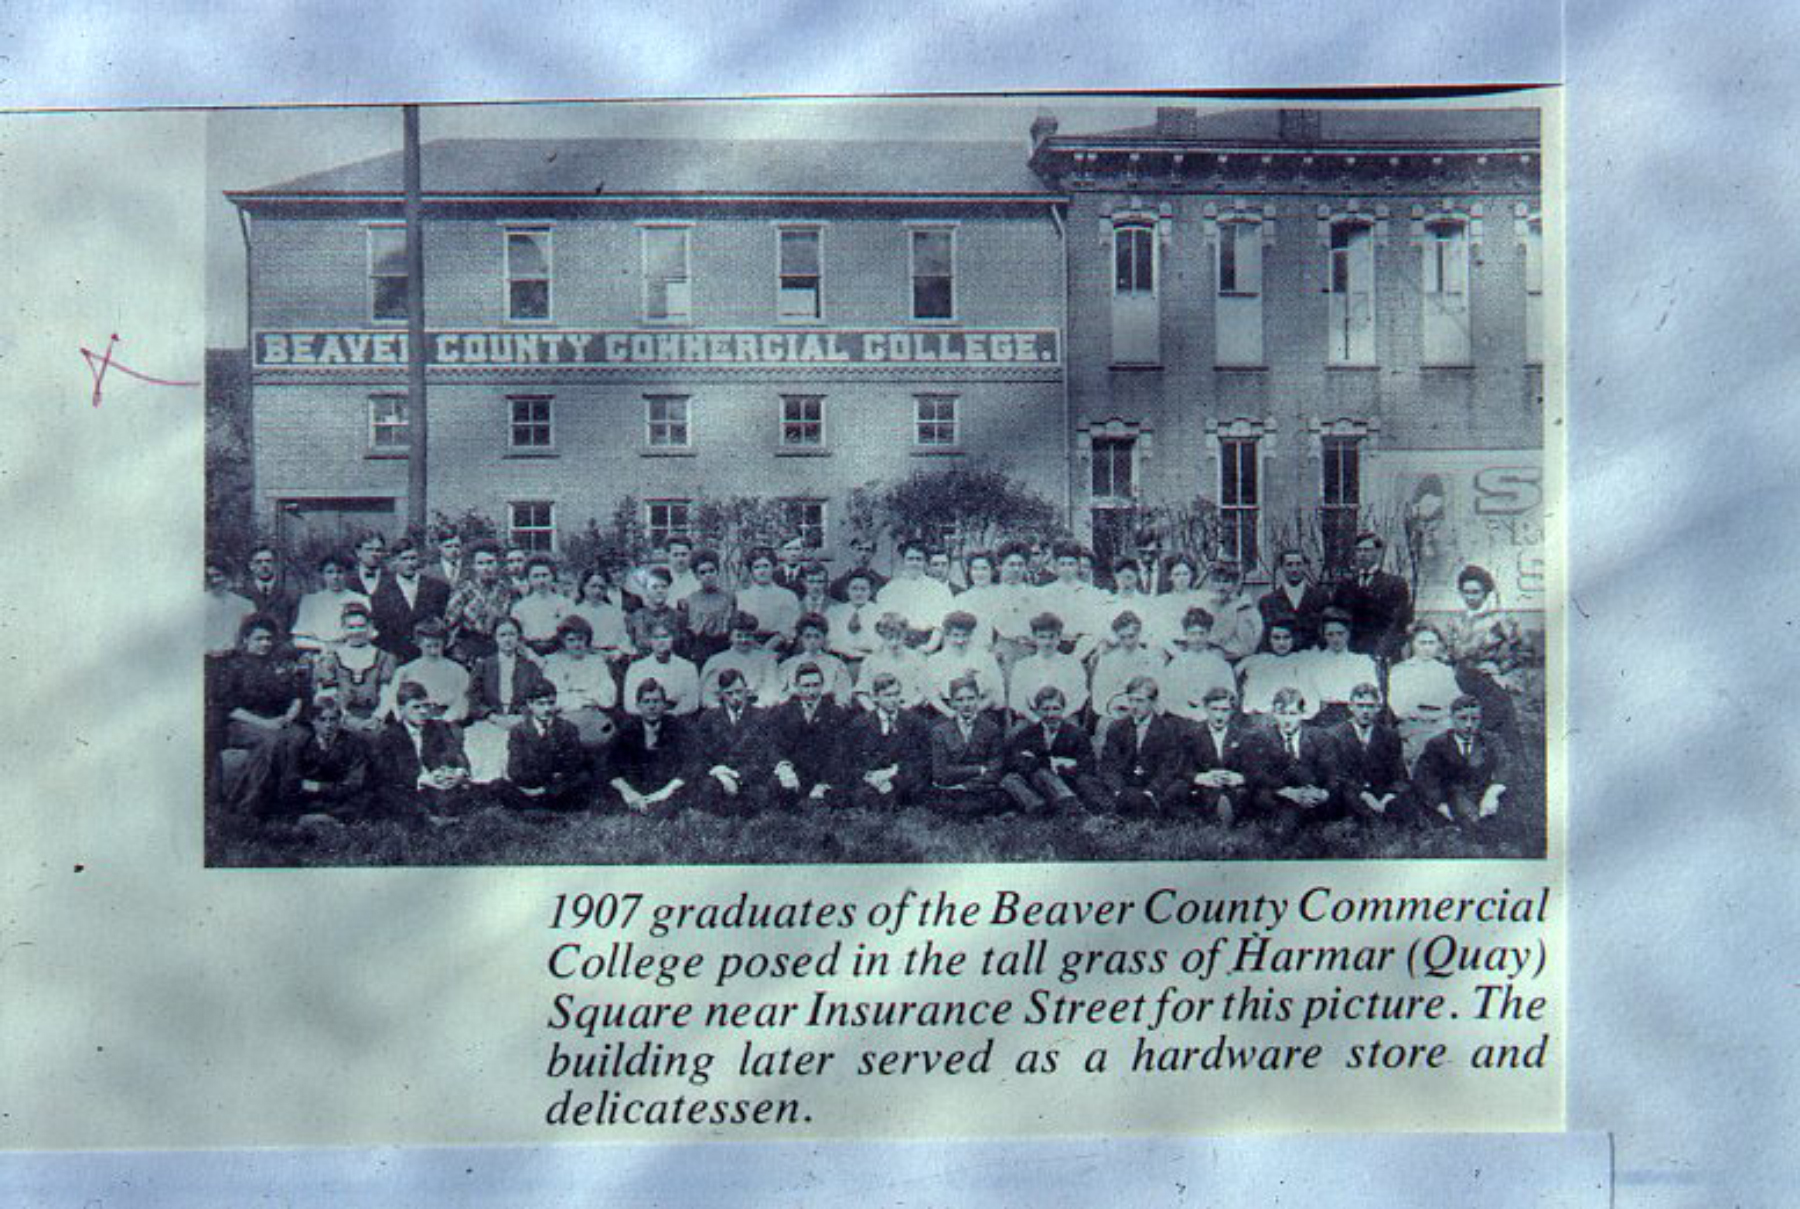 BEAVER COUNTY COMMERCIAL COLLEGE.
S
1907 graduates of the Beaver County Commercial
College posed in the tall grass of Harmar (Quay)
Square near Insurance Street for this picture. The
building later served as a hardware store and
delicatessen.